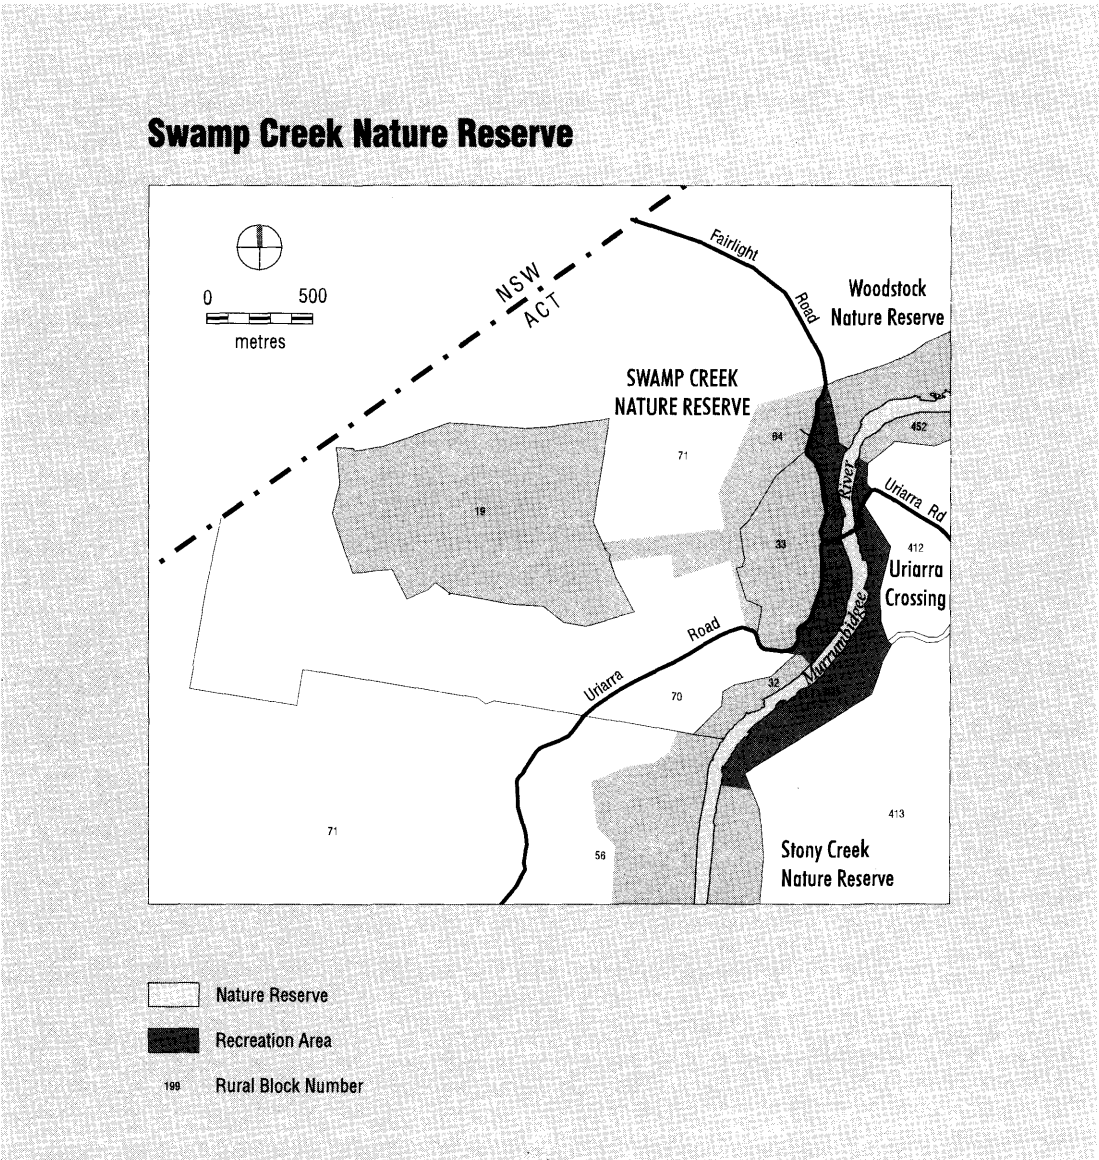 Swamp Creek Nature Reserve
0 500
metres
NSW
ACT
Fairlight
Road
Woodstock
Nature Reserve
SWAMP CREEK
NATURE RESERVE
452
71
River
Uriarra Rd
19
33
412
Uriarra
Crossing
Murrumbidgee
Road
Uriarra
32
70
71
56
413
Stony Creek
Nature Reserve
Nature Reserve
Recreation Area
199 Rural Block Number